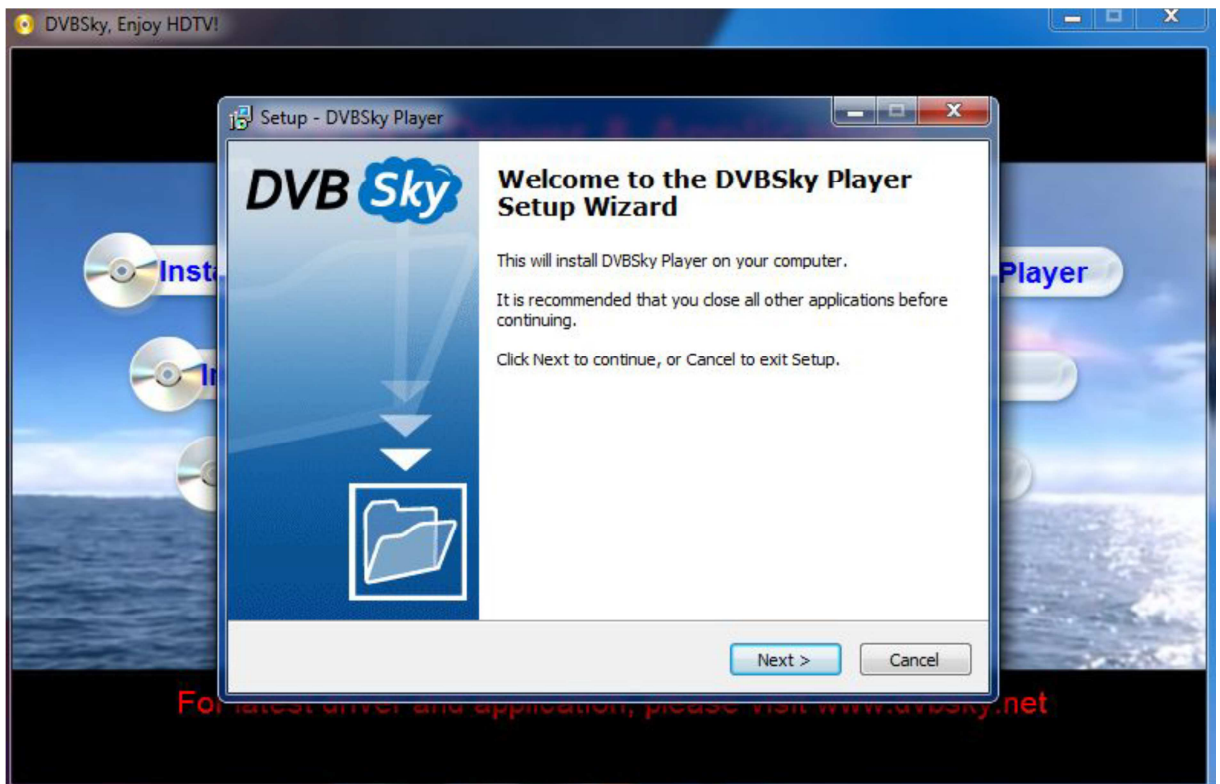 DVBSky, Enjoy HDTV!
Setup - DVBSky Player
DVB Sky
Welcome to the DVBSky Player
Setup Wizard
This will install DVBSky Player on your computer.
It is recommended that you close all other applications before
continuing.
Click Next to continue, or Cancel to exit Setup.
Player
Next >
Cancel
For latest driver and application, please visit www.dvbsky.net